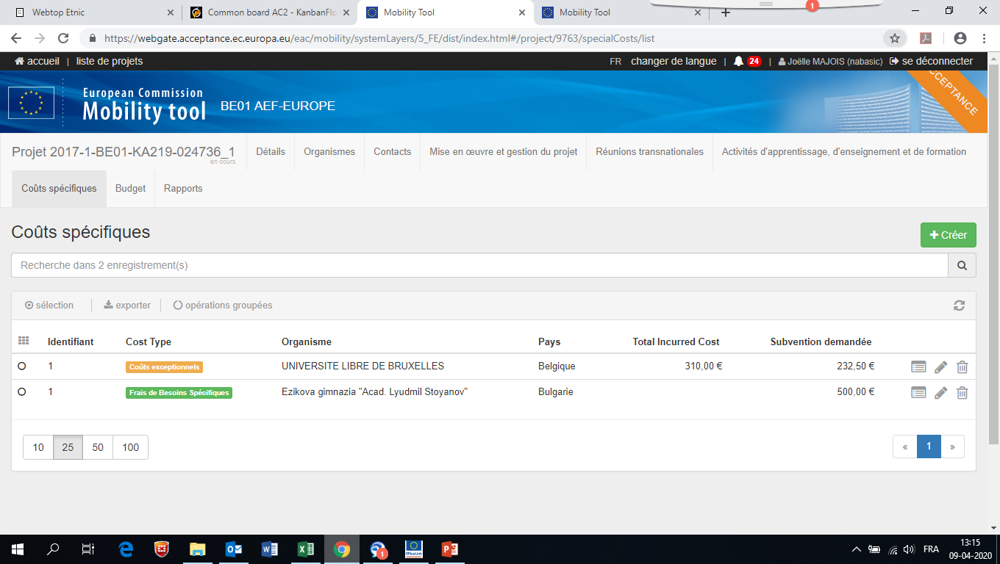 Webtop Etnic
Common board AC2 - KanbanFlo
Mobility Tool
Mobility Tool
1
https://webgate.acceptance.ec.europa.eu/eac/mobility/systemLayers/5_FE/dist/index.html#/project/9763/specialCosts/list
accueil | liste de projets
FR changer de langue | 24 | Joëlle MAJOIS (nabasic) se déconnecter
European Commission
Mobility tool
BE01 AEF-EUROPE
ACCEPTANCE
Projet 2017-1-BE01-KA219-024736_1
en cours
Détails
Organismes
Contacts
Mise en œuvre et gestion du projet
Réunions transnationales
Activités d'apprentissage, d'enseignement et de formation
Coûts spécifiques
Budget
Rapports
Coûts spécifiques
+ Créer
Recherche dans 2 enregistrement(s)
sélection exporter opérations groupées
Identifiant Cost Type Organisme Pays Total Incurred Cost Subvention demandée
1 Coûts exceptionnels UNIVERSITE LIBRE DE BRUXELLES Belgique 310,00 € 232,50 €
1 Frais de Besoins Spécifiques Ezikova gimnazia "Acad. Lyudmil Stoyanov" Bulgarie 500,00 €
10 25 50 100
« 1 »
1
EPlusLink
FRA
13:15
09-04-2020